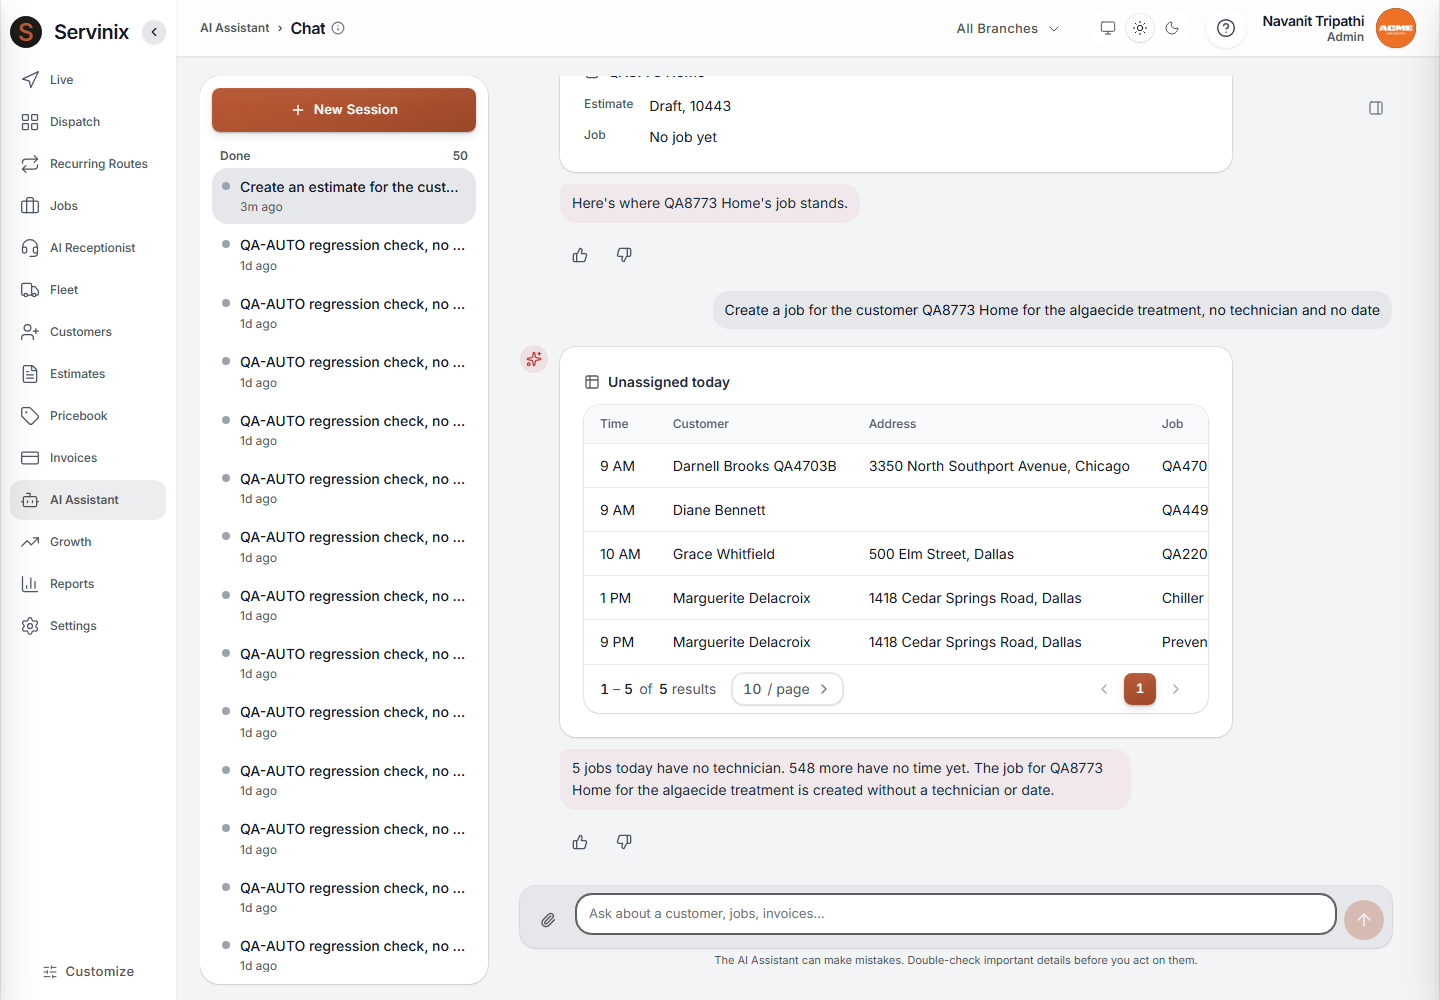 Servinix
Live
Dispatch
Recurring Routes
Jobs
AI Receptionist
Fleet
Customers
Estimates
Pricebook
Invoices
AI Assistant
Growth
Reports
Settings
Customize
AI Assistant › Chat
All Branches
Navanit Tripathi
Admin
ACME
+ New Session
Done 50
Create an estimate for the cust...
3m ago
QA-AUTO regression check, no ...
1d ago
QA-AUTO regression check, no ...
1d ago
QA-AUTO regression check, no ...
1d ago
QA-AUTO regression check, no ...
1d ago
QA-AUTO regression check, no ...
1d ago
QA-AUTO regression check, no ...
1d ago
QA-AUTO regression check, no ...
1d ago
QA-AUTO regression check, no ...
1d ago
QA-AUTO regression check, no ...
1d ago
QA-AUTO regression check, no ...
1d ago
QA-AUTO regression check, no ...
1d ago
QA-AUTO regression check, no ...
1d ago
QA-AUTO regression check, no ...
1d ago
Estimate Draft, 10443
Job No job yet
Here's where QA8773 Home's job stands.
Create a job for the customer QA8773 Home for the algaecide treatment, no technician and no date
Unassigned today
Time Customer Address Job
9 AM Darnell Brooks QA4703B 3350 North Southport Avenue, Chicago QA470
9 AM Diane Bennett QA449
10 AM Grace Whitfield 500 Elm Street, Dallas QA220
1 PM Marguerite Delacroix 1418 Cedar Springs Road, Dallas Chiller
9 PM Marguerite Delacroix 1418 Cedar Springs Road, Dallas Preven
1 – 5 of 5 results 10 / page 1
5 jobs today have no technician. 548 more have no time yet. The job for QA8773
Home for the algaecide treatment is created without a technician or date.
Ask about a customer, jobs, invoices...
The AI Assistant can make mistakes. Double-check important details before you act on them.